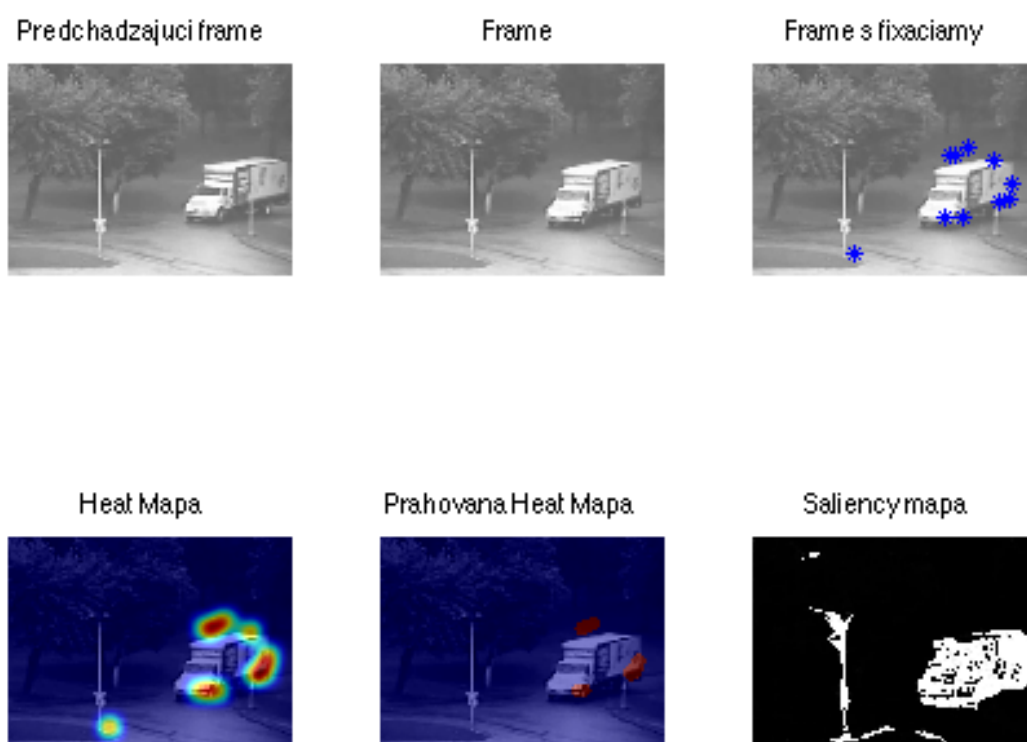 Predchadzajuci frame
Frame
Frame s fixaciamy
Heat Mapa
Prahovana Heat Mapa
Saliency mapa